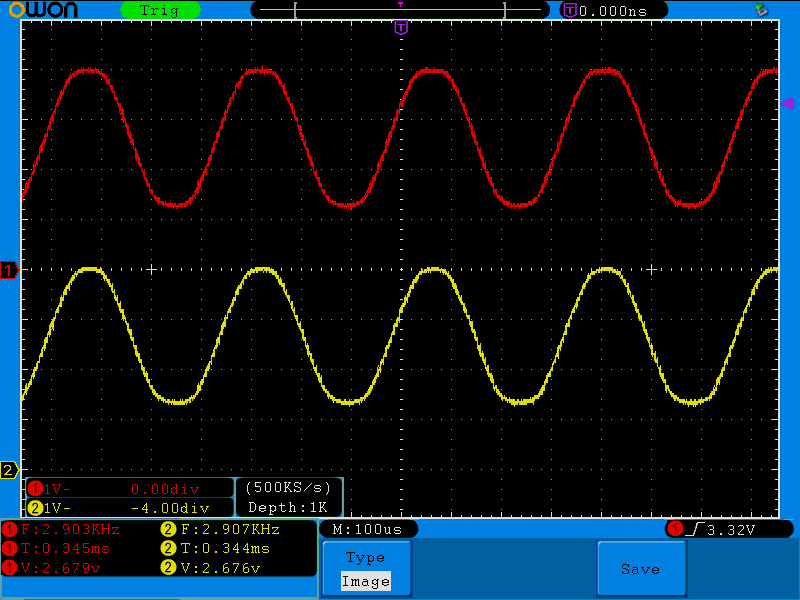 OWON Trig T T 0.000ns
T
1
2
1 1V- 0.00div (500KS/s)
2 1V- -4.00div Depth:1K
1 F:2.903KHz 2 F:2.907KHz M:100us 1 3.32V
1 T:0.345ms 2 T:0.344ms Type
1 V:2.679v 2 V:2.676v Image Save